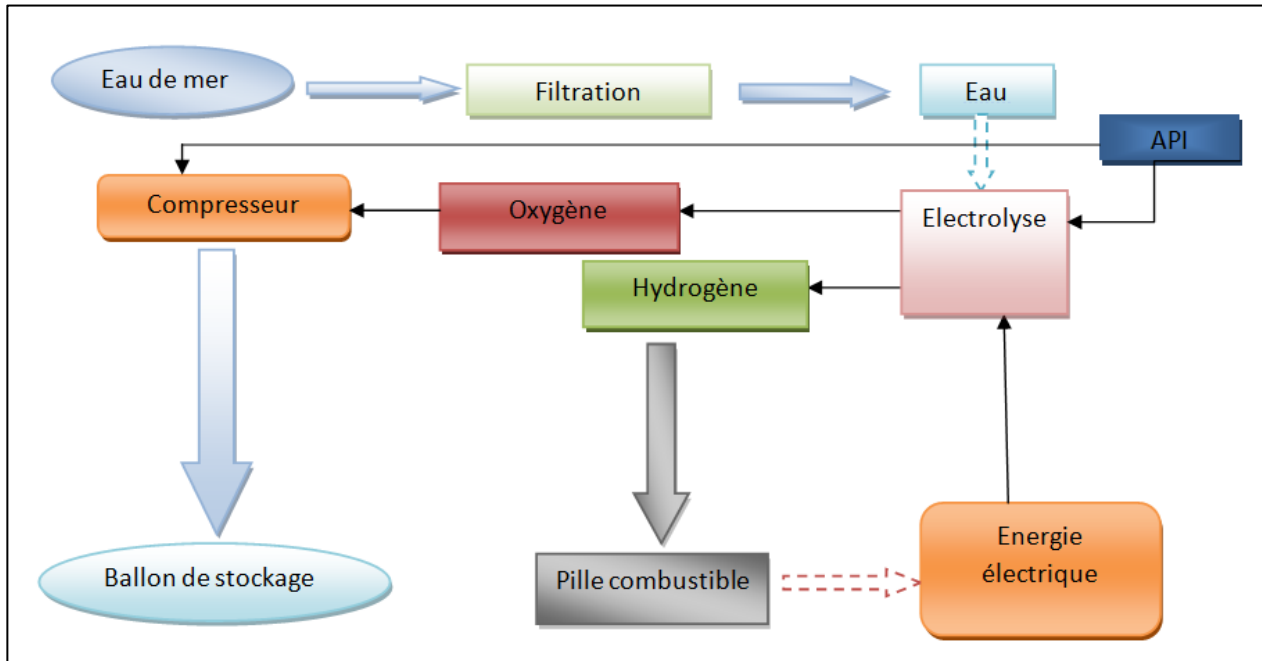 Eau de mer
Filtration
Eau
API
Compresseur
Oxygène
Electrolyse
Hydrogène
Ballon de stockage
Pille combustible
Energie
électrique